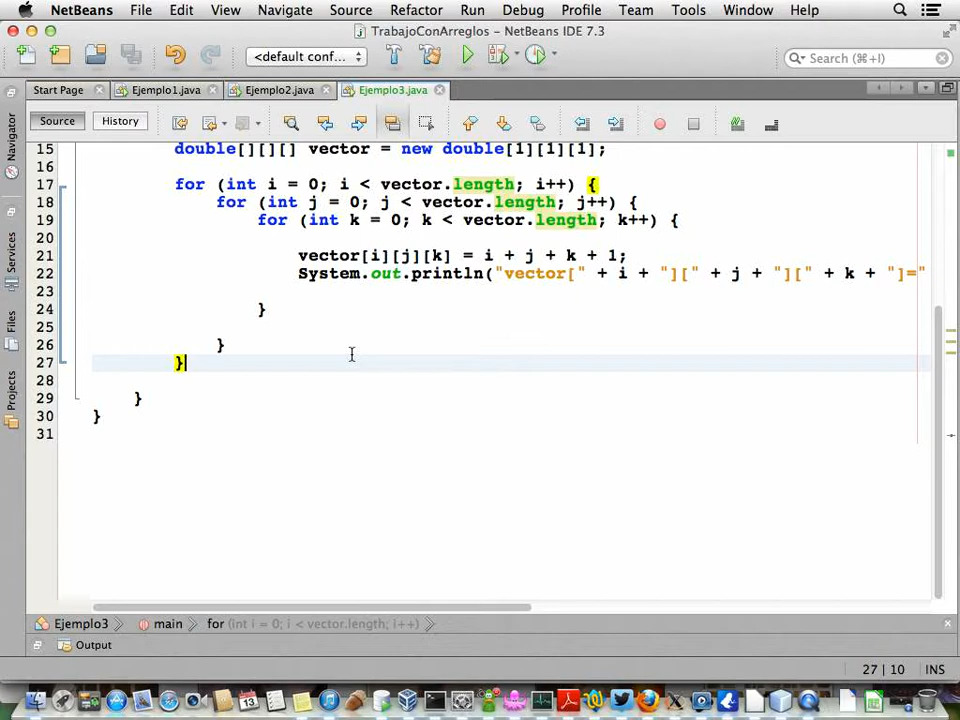 NetBeans File Edit View Navigate Source Refactor Run Debug Profile Team Tools Window Help
TrabajoConArreglos - NetBeans IDE 7.3
<default conf... Search (⌘+I)
Start Page Ejemplo1.java Ejemplo2.java Ejemplo3.java
Source History
Navigator
Services
Files
Projects
15 double[][][] vector = new double[1][1][1];
16
17 for (int i = 0; i < vector.length; i++) {
18 for (int j = 0; j < vector.length; j++) {
19 for (int k = 0; k < vector.length; k++) {
20
21 vector[i][j][k] = i + j + k + 1;
22 System.out.println("vector[" + i + "][" + j + "][" + k + "]="
23
24 }
25
26 }
27 }
28
29 }
30 }
31
Ejemplo3 main for (int i = 0; i < vector.length; i++)
Output
27 | 10 INS
13